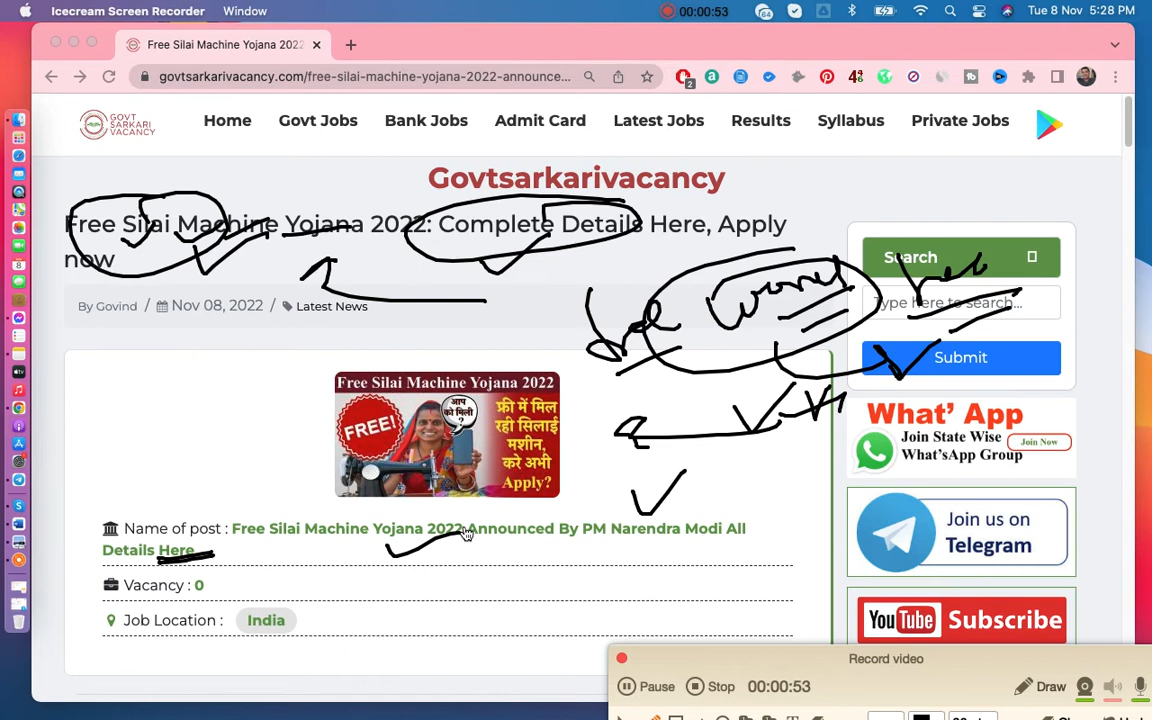 Icecream Screen Recorder Window 00:00:53 64 Tue 8 Nov 5:28 PM
Free Silai Machine Yojana 2022
govtsarkarivacancy.com/free-silai-machine-yojana-2022-announce...
2
GOVT SARKARI VACANCY Home Govt Jobs Bank Jobs Admit Card Latest Jobs Results Syllabus Private Jobs
Govtsarkarivacancy
Free Silai Machine Yojana 2022: Complete Details Here, Apply
now
By Govind / Nov 08, 2022 / Latest News
Search
Type here to search...
Submit
Free Silai Machine Yojana 2022
FREE!
आप
को मिली
?
फ्री में मिल
रही सिलाई
मशीन,
करे अभी
Apply?
What' App
Join State Wise
What'sApp Group
Join Now
Name of post : Free Silai Machine Yojana 2022 Announced By PM Narendra Modi All
Details Here
Vacancy : 0
Job Location : India
Join us on
Telegram
YouTube Subscribe
Record video
Pause Stop 00:00:53 Draw